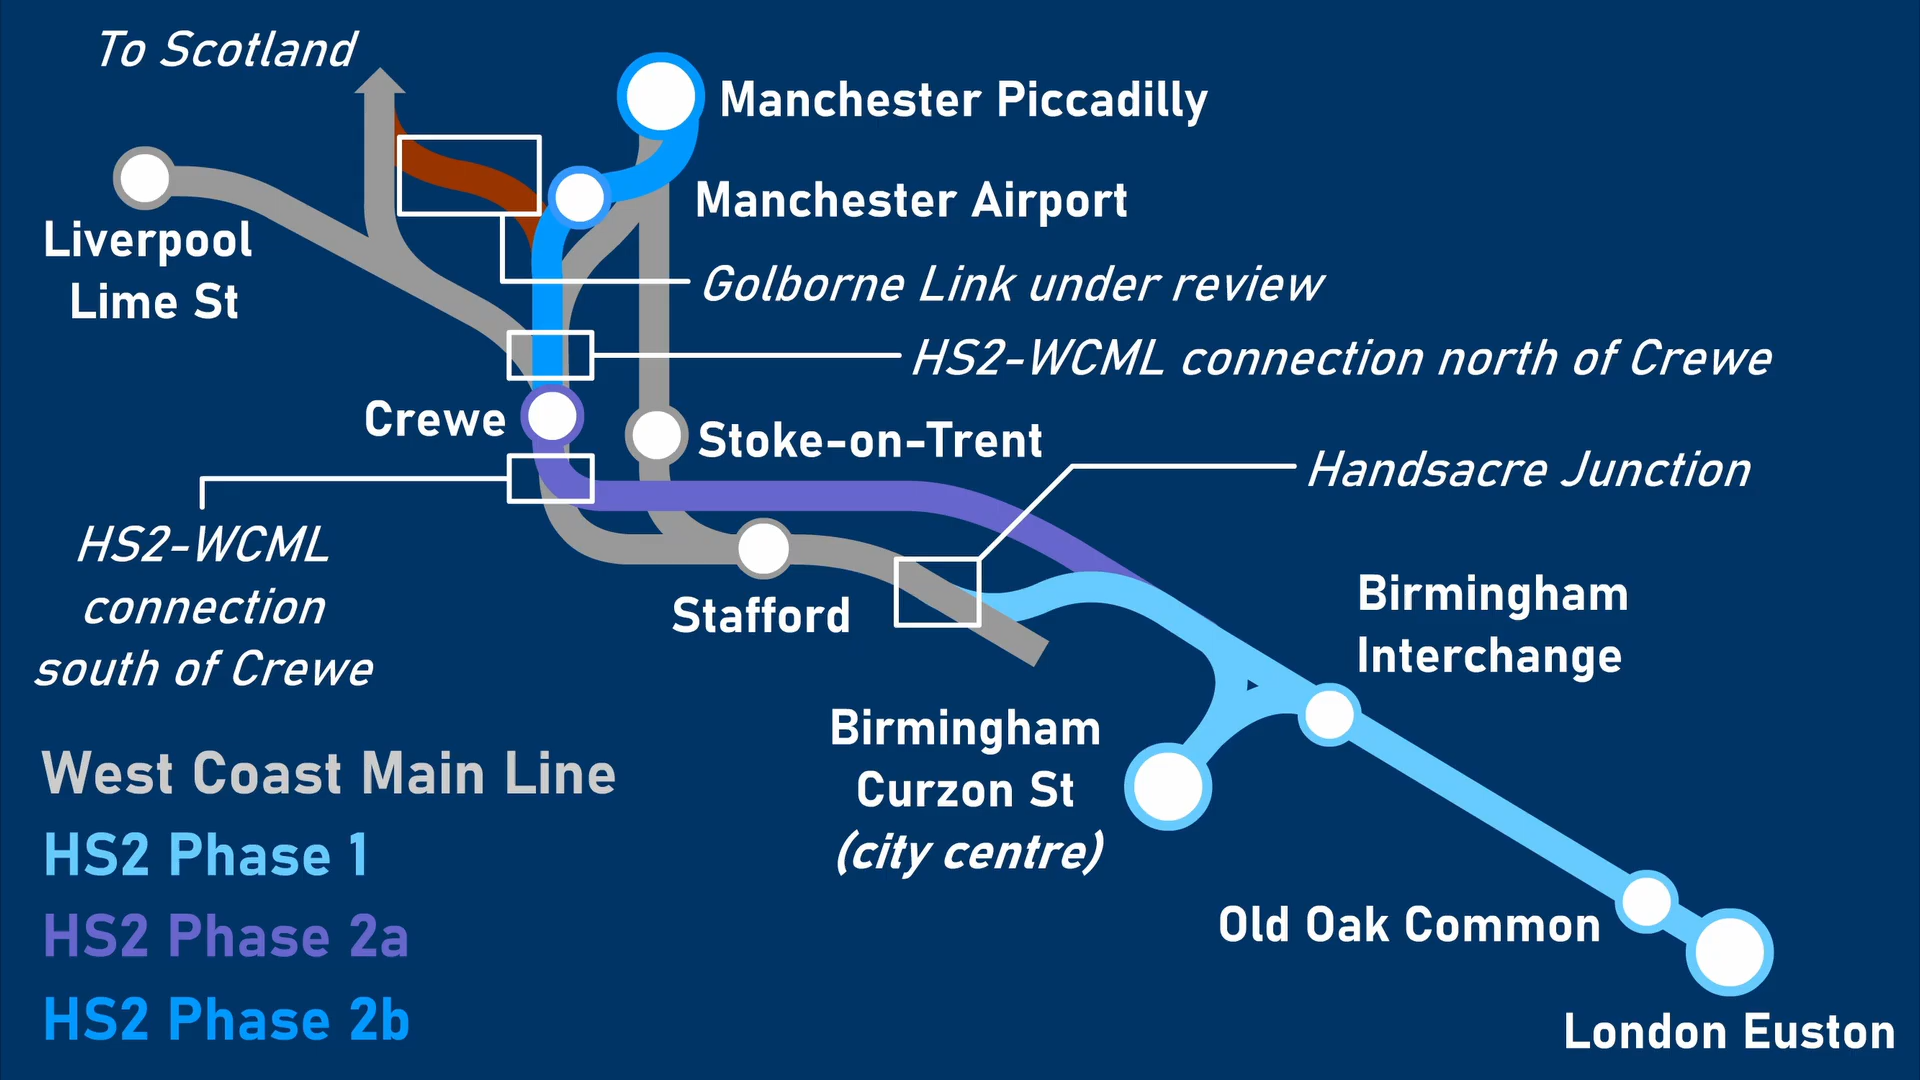 To Scotland
Manchester Piccadilly
Manchester Airport
Liverpool
Lime St
Golborne Link under review
HS2-WCML connection north of Crewe
Crewe
Stoke-on-Trent
Handsacre Junction
HS2-WCML
connection
south of Crewe
Stafford
Birmingham
Interchange
Birmingham
Curzon St
(city centre)
West Coast Main Line
HS2 Phase 1
HS2 Phase 2a
HS2 Phase 2b
Old Oak Common
London Euston